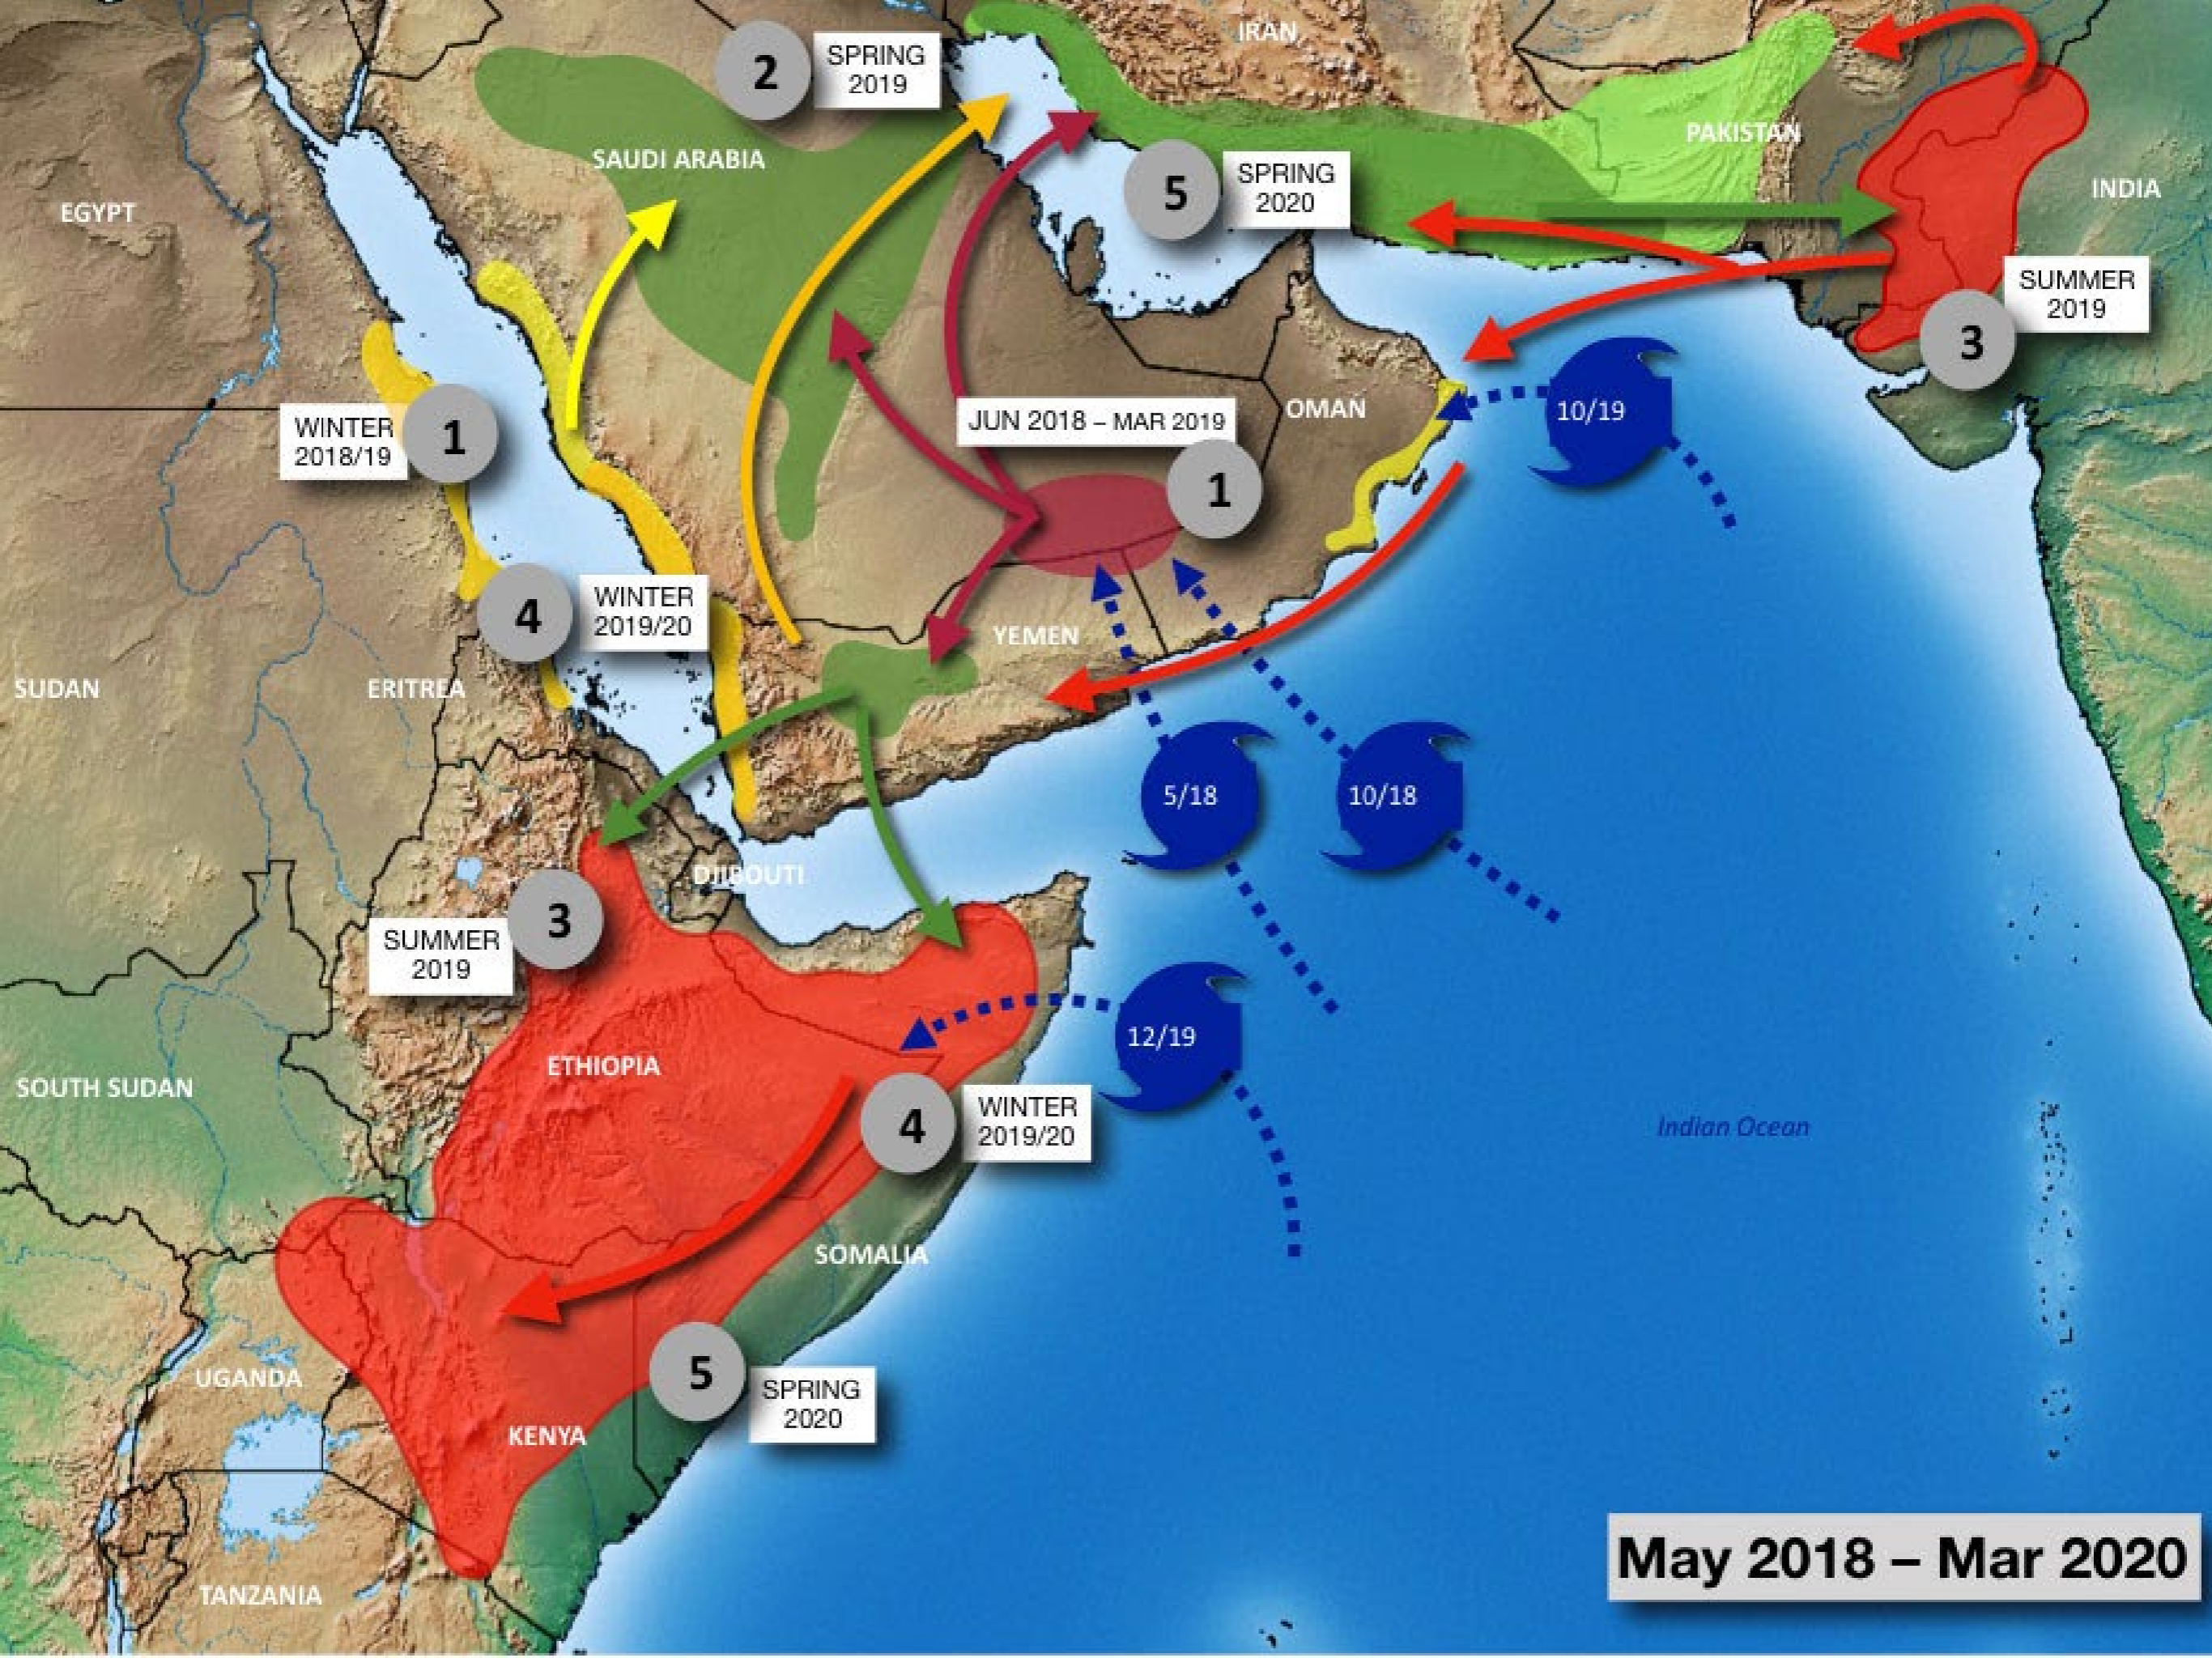 IRAN
2
SPRING
2019
PAKISTAN
SAUDI ARABIA
5
SPRING
2020
INDIA
EGYPT
SUMMER
2019
3
WINTER
2018/19
1
JUN 2018 – MAR 2019
OMAN
10/19
1
4
WINTER
2019/20
YEMEN
SUDAN
ERITREA
5/18
10/18
DJIBOUTI
3
SUMMER
2019
12/19
ETHIOPIA
SOUTH SUDAN
4
WINTER
2019/20
Indian Ocean
SOMALIA
UGANDA
5
SPRING
2020
KENYA
May 2018 – Mar 2020
TANZANIA